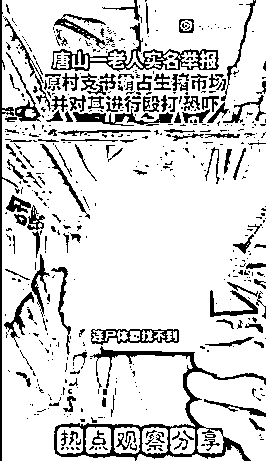 唐山一老人实名举报
原村支书霸占生猪市场
并对其进行殴打 恐吓
连尸体都找不到
热点观察分享